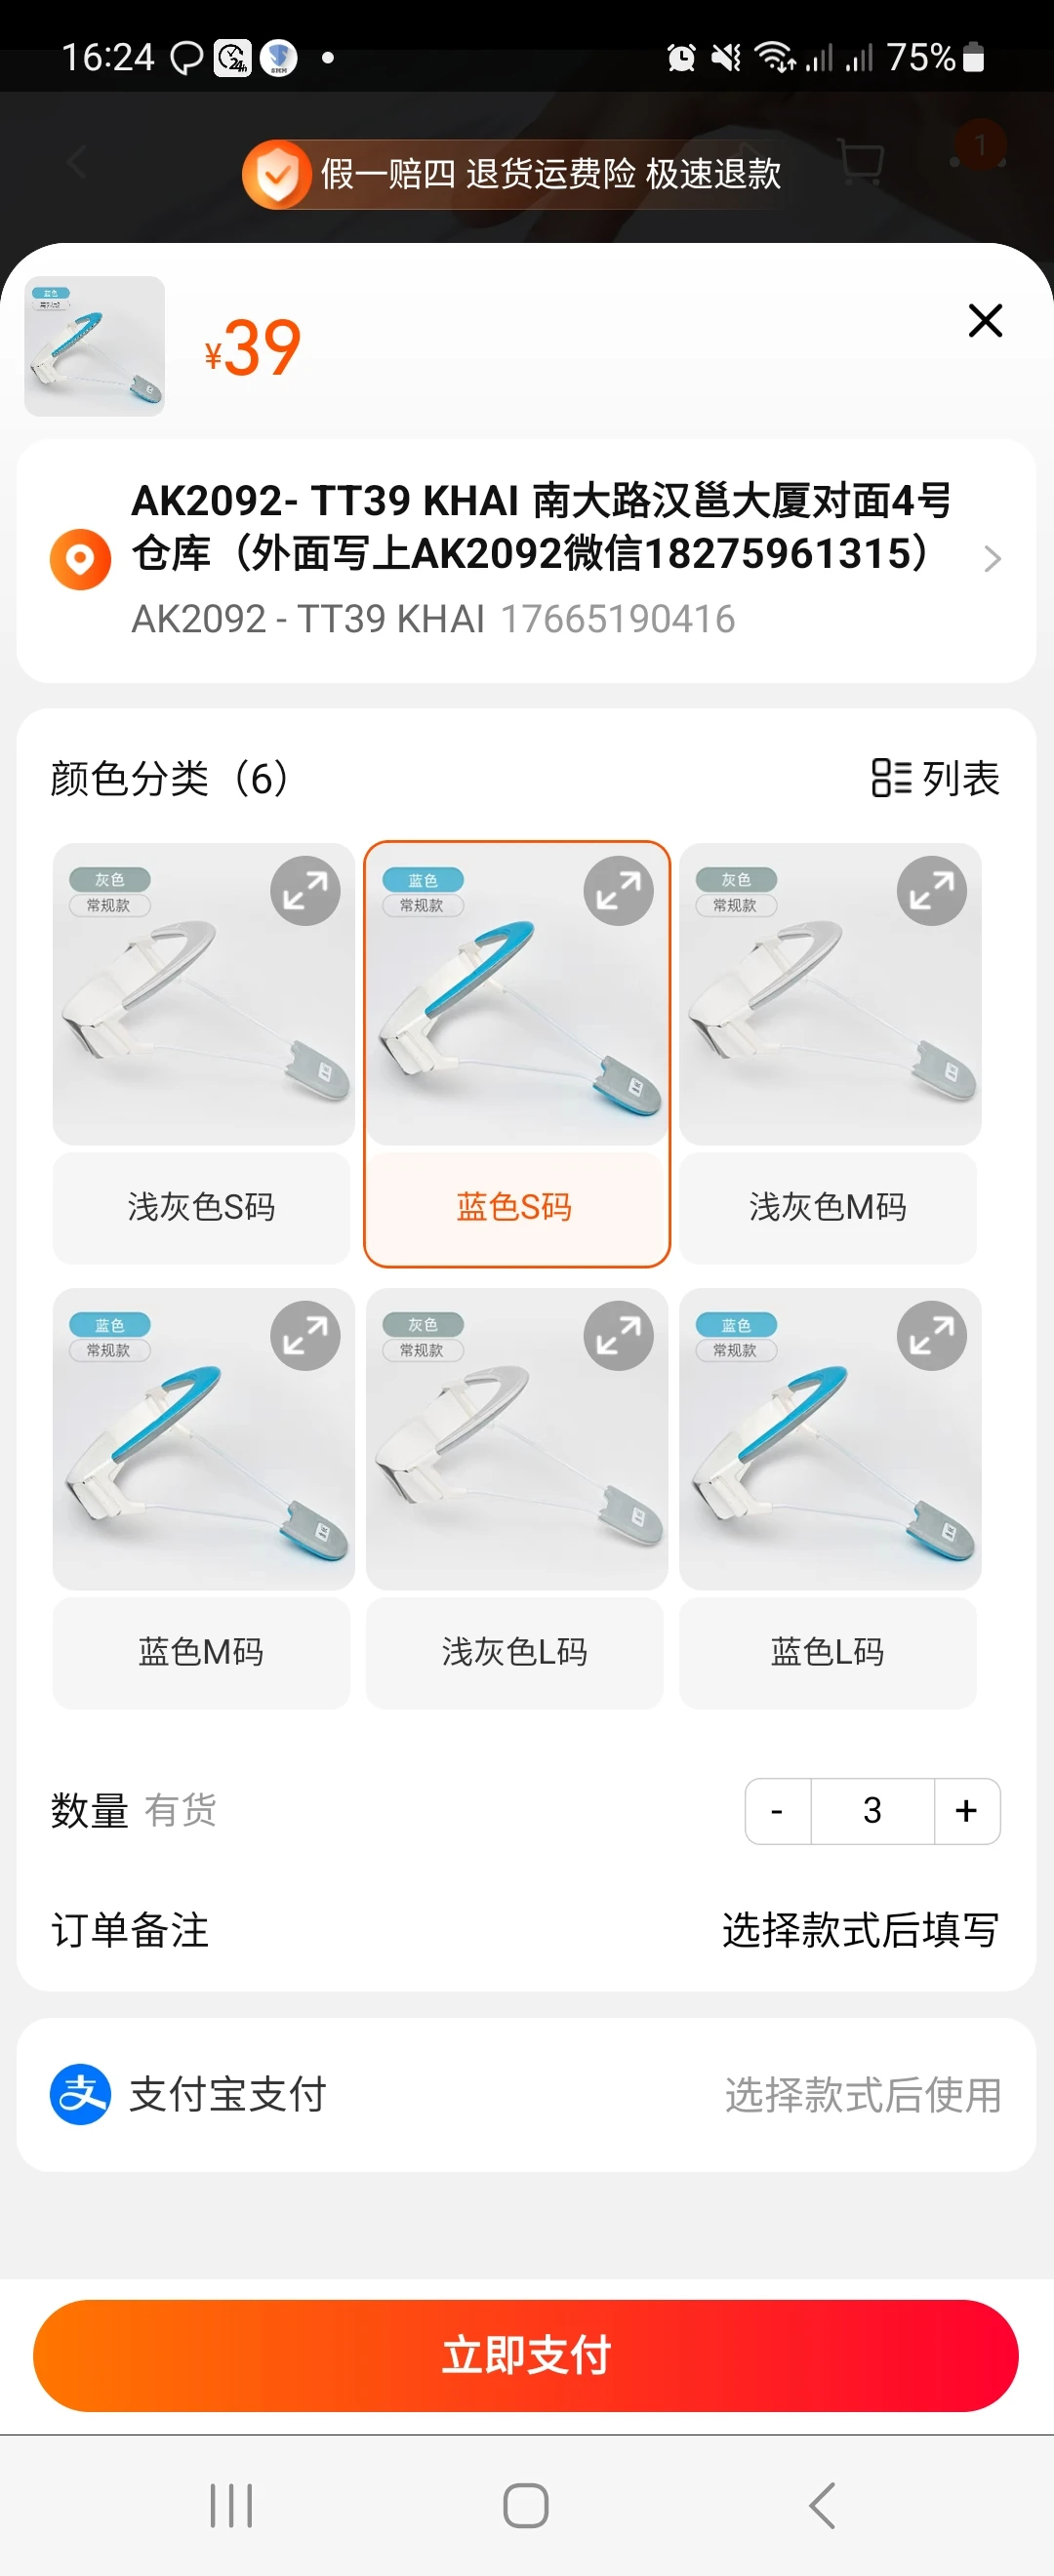 16:24
24h
SMM
75%
1
假一赔四 退货运费险 极速退款
蓝色
¥39
AK2092- TT39 KHAI 南大路汉邕大厦对面4号
仓库（外面写上AK2092微信18275961315）
AK2092 - TT39 KHAI 17665190416
颜色分类（6）
列表
灰色
常规款
蓝色
常规款
灰色
常规款
浅灰色S码
蓝色S码
浅灰色M码
蓝色
常规款
灰色
常规款
蓝色
常规款
蓝色M码
浅灰色L码
蓝色L码
数量 有货
- 3 +
订单备注
选择款式后填写
支 支付宝支付
选择款式后使用
立即支付